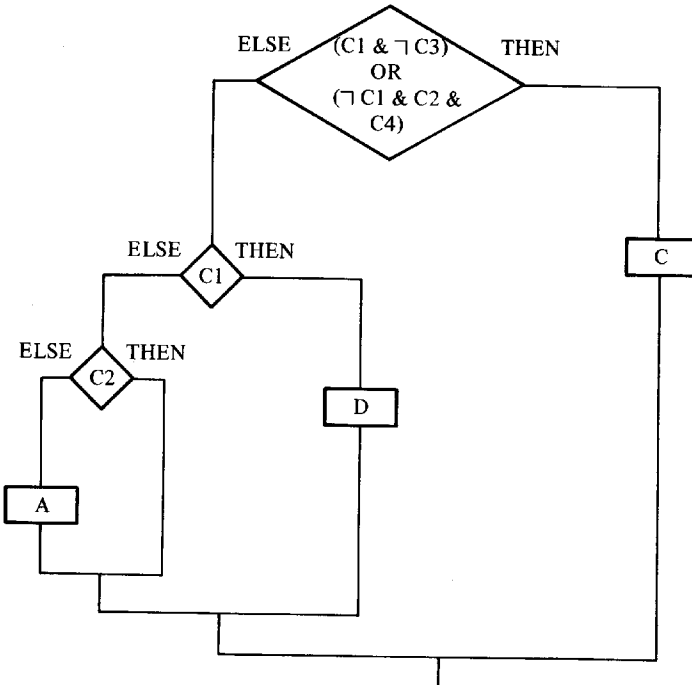 ELSE
(C1 & ㄱ C3)
OR
(ㄱ C1 & C2 &
C4)
THEN
C
ELSE
C1
THEN
ELSE
C2
THEN
D
A